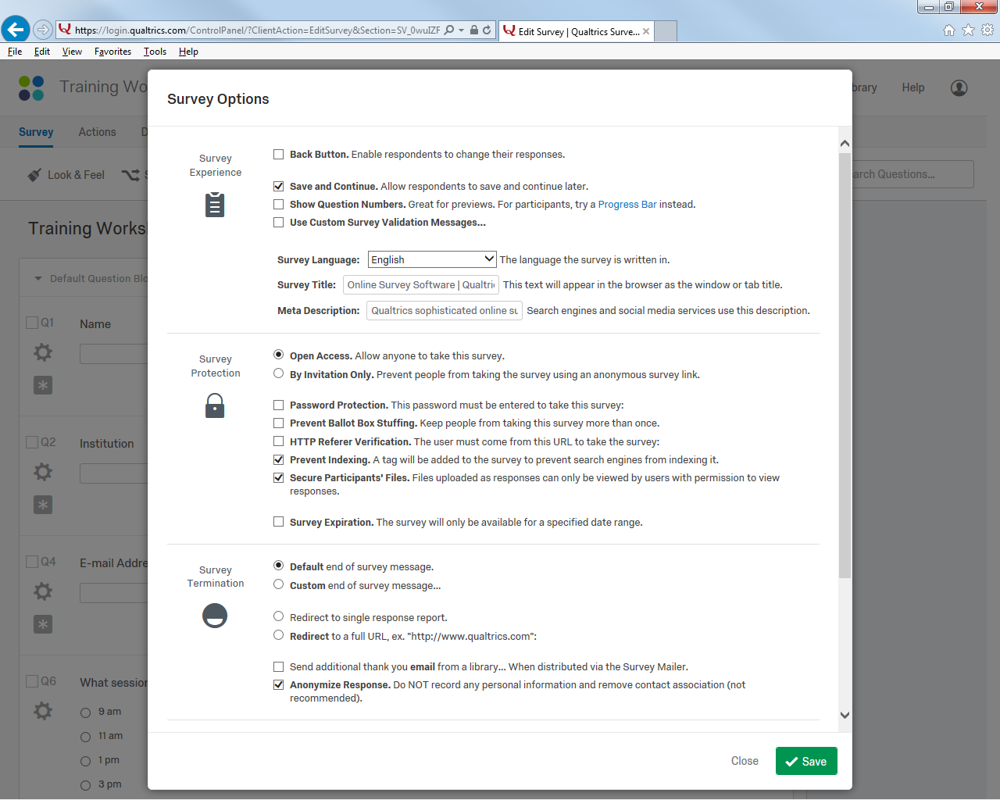 https://login.qualtrics.com/ControlPanel/?ClientAction=EditSurvey&Section=SV_0wuIZF
Edit Survey | Qualtrics Surve...
File Edit View Favorites Tools Help
Training Wo
brary Help
Survey Actions D
Look & Feel S
arch Questions...
Training Works
Default Question Blo
Q1 Name
Q2 Institution
Q4 E-mail Addre
Q6 What session
9 am
11 am
1 pm
3 pm
Survey Options
Survey
Experience
Back Button. Enable respondents to change their responses.
Save and Continue. Allow respondents to save and continue later.
Show Question Numbers. Great for previews. For participants, try a Progress Bar instead.
Use Custom Survey Validation Messages...
Survey Language: English The language the survey is written in.
Survey Title: Online Survey Software | Qualtri This text will appear in the browser as the window or tab title.
Meta Description: Qualtrics sophisticated online su Search engines and social media services use this description.
Survey
Protection
Open Access. Allow anyone to take this survey.
By Invitation Only. Prevent people from taking the survey using an anonymous survey link.
Password Protection. This password must be entered to take this survey:
Prevent Ballot Box Stuffing. Keep people from taking this survey more than once.
HTTP Referer Verification. The user must come from this URL to take the survey:
Prevent Indexing. A tag will be added to the survey to prevent search engines from indexing it.
Secure Participants' Files. Files uploaded as responses can only be viewed by users with permission to view
responses.
Survey Expiration. The survey will only be available for a specified date range.
Survey
Termination
Default end of survey message.
Custom end of survey message...
Redirect to single response report.
Redirect to a full URL, ex. "http://www.qualtrics.com":
Send additional thank you email from a library... When distributed via the Survey Mailer.
Anonymize Response. Do NOT record any personal information and remove contact association (not
recommended).
Close Save